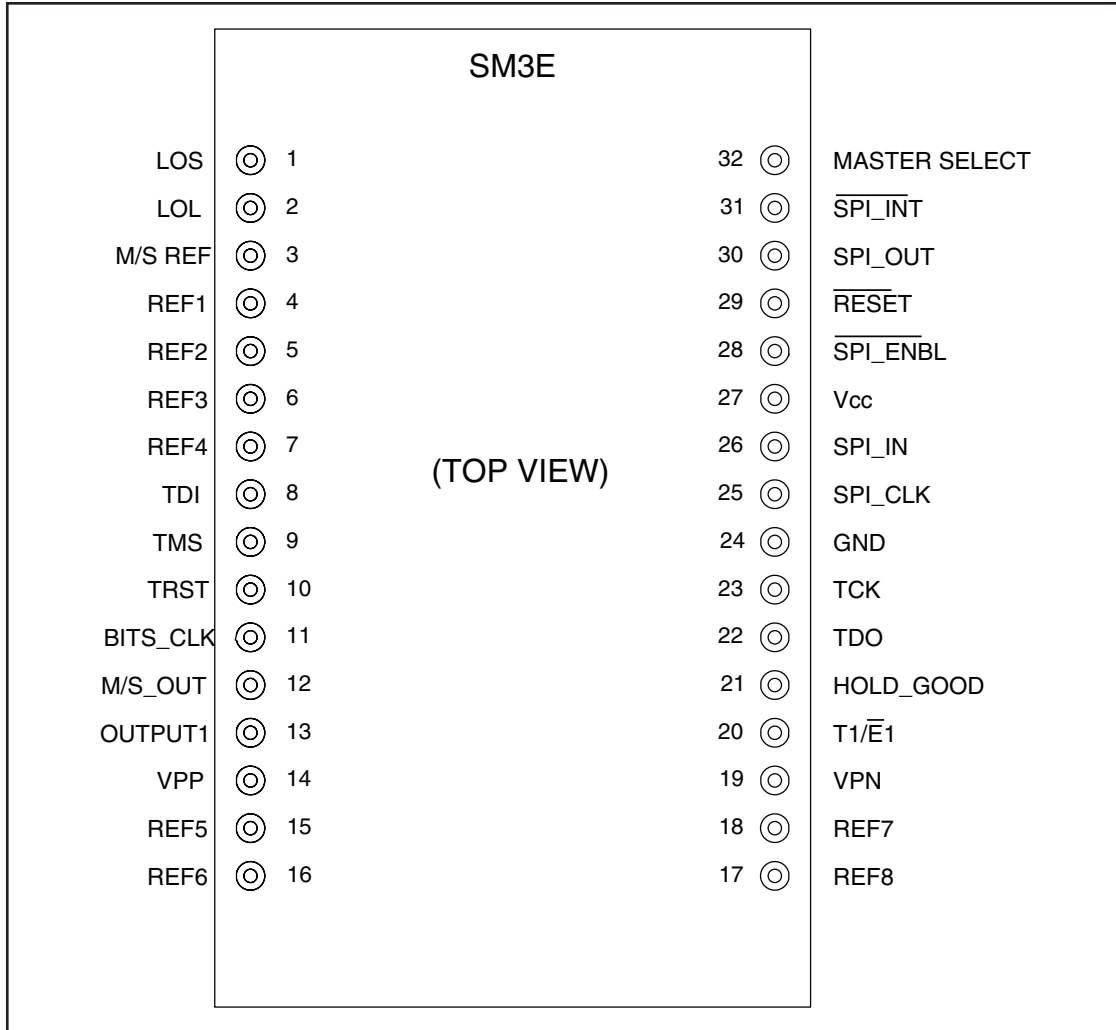 SM3E
LOS 1 32 MASTER SELECT
LOL 2 31 SPI_INT
M/S REF 3 30 SPI_OUT
REF1 4 29 RESET
REF2 5 28 SPI_ENBL
REF3 6 27 Vcc
REF4 7 26 SPI_IN
(TOP VIEW)
TDI 8 25 SPI_CLK
TMS 9 24 GND
TRST 10 23 TCK
BITS_CLK 11 22 TDO
M/S_OUT 12 21 HOLD_GOOD
OUTPUT1 13 20 T1/E̅1
VPP 14 19 VPN
REF5 15 18 REF7
REF6 16 17 REF8